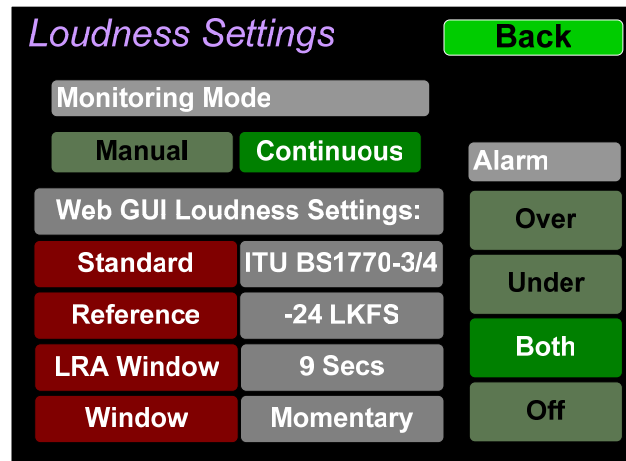 Loudness Settings
Back
Monitoring Mode
Manual
Continuous
Alarm
Web GUI Loudness Settings:
Over
Standard
ITU BS1770-3/4
Under
Reference
-24 LKFS
Both
LRA Window
9 Secs
Window
Momentary
Off